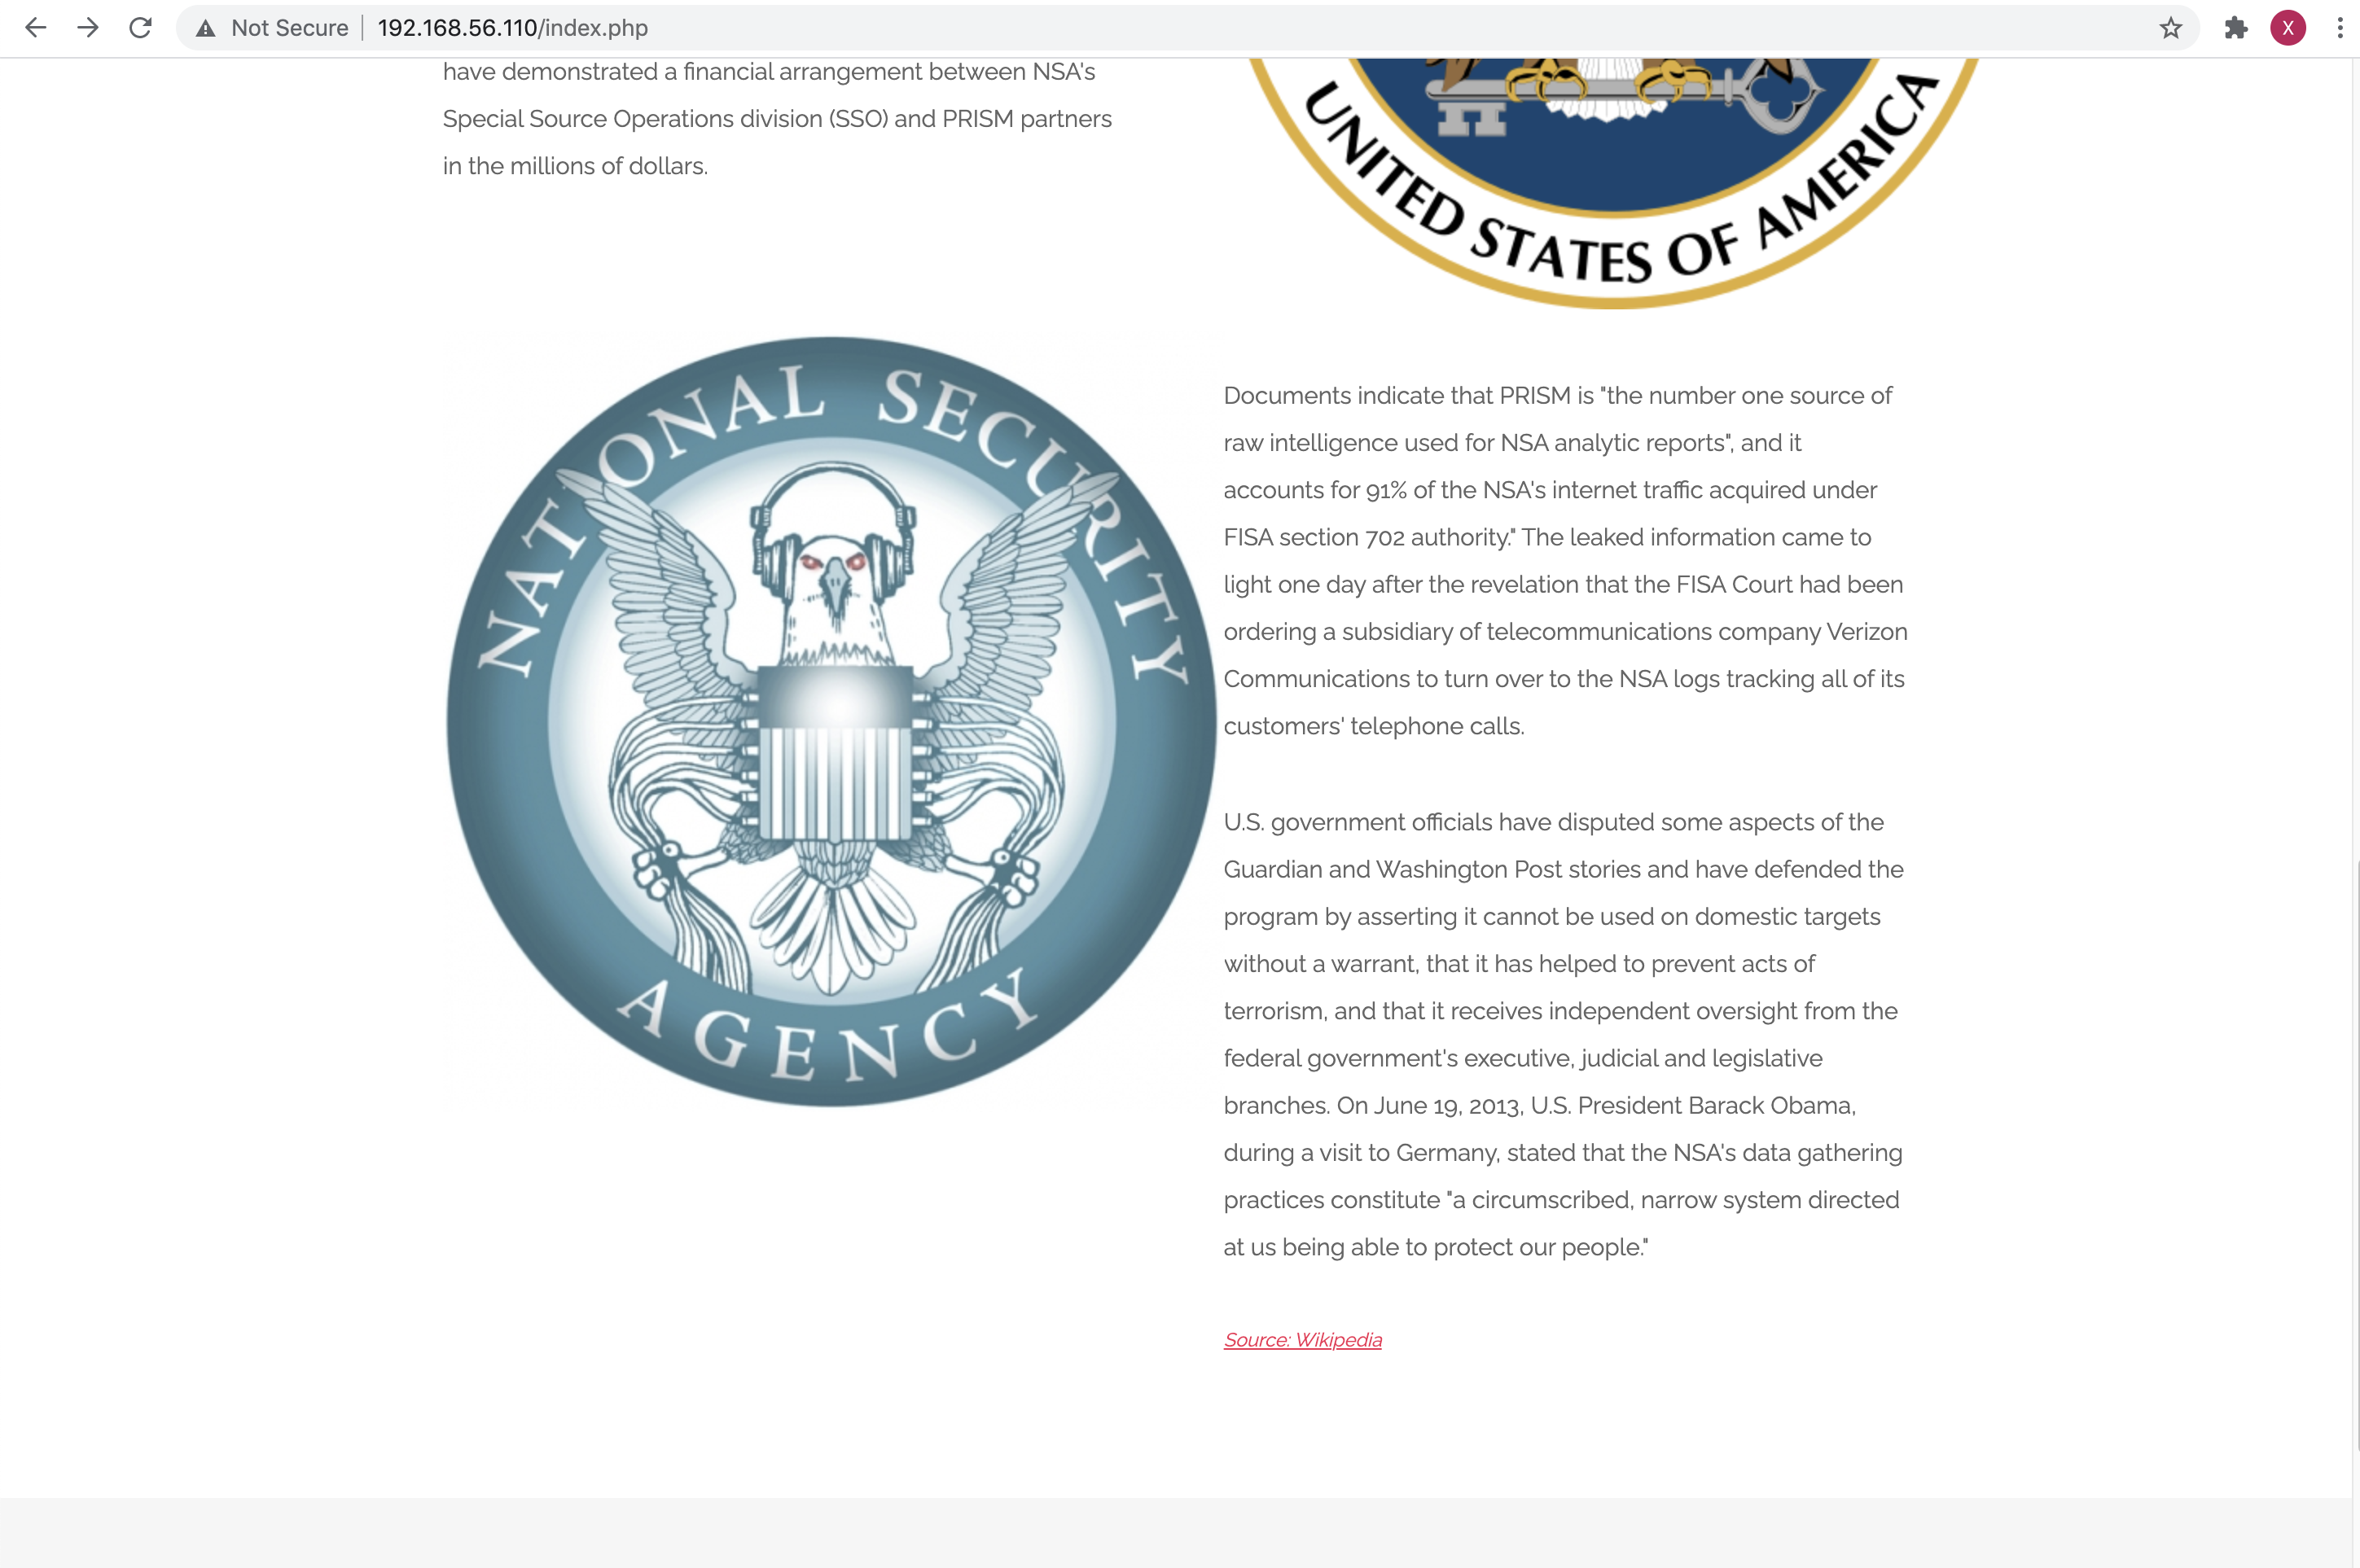 Not Secure 192.168.56.110/index.php X
have demonstrated a financial arrangement between NSA's
Special Source Operations division (SSO) and PRISM partners
in the millions of dollars.
UNITED STATES OF AMERICA
NATIONAL SECURITY
AGENCY
Documents indicate that PRISM is "the number one source of
raw intelligence used for NSA analytic reports", and it
accounts for 91% of the NSA's internet traffic acquired under
FISA section 702 authority." The leaked information came to
light one day after the revelation that the FISA Court had been
ordering a subsidiary of telecommunications company Verizon
Communications to turn over to the NSA logs tracking all of its
customers' telephone calls.
U.S. government officials have disputed some aspects of the
Guardian and Washington Post stories and have defended the
program by asserting it cannot be used on domestic targets
without a warrant, that it has helped to prevent acts of
terrorism, and that it receives independent oversight from the
federal government's executive, judicial and legislative
branches. On June 19, 2013, U.S. President Barack Obama,
during a visit to Germany, stated that the NSA's data gathering
practices constitute "a circumscribed, narrow system directed
at us being able to protect our people."
Source: Wikipedia